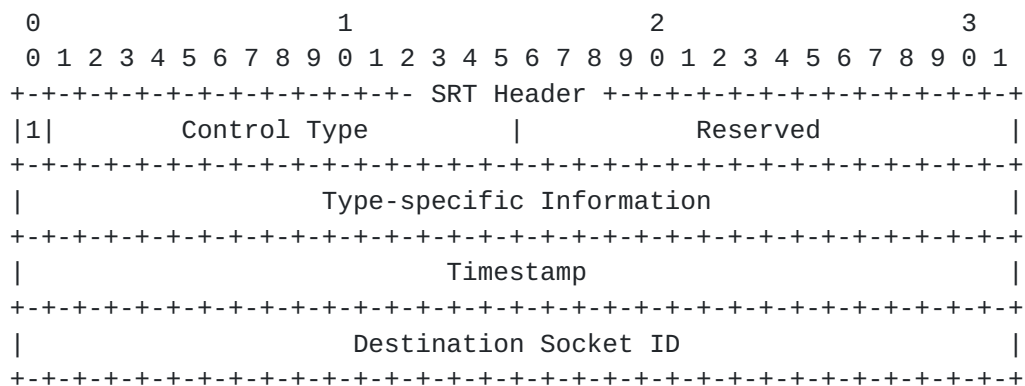 0                   1                   2                   3
 0 1 2 3 4 5 6 7 8 9 0 1 2 3 4 5 6 7 8 9 0 1 2 3 4 5 6 7 8 9 0 1
+-+-+-+-+-+-+-+-+-+-+-+-+- SRT Header +-+-+-+-+-+-+-+-+-+-+-+-+-+
|1|        Control Type         |           Reserved            |
+-+-+-+-+-+-+-+-+-+-+-+-+-+-+-+-+-+-+-+-+-+-+-+-+-+-+-+-+-+-+-+-+
|                   Type-specific Information                   |
+-+-+-+-+-+-+-+-+-+-+-+-+-+-+-+-+-+-+-+-+-+-+-+-+-+-+-+-+-+-+-+-+
|                           Timestamp                           |
+-+-+-+-+-+-+-+-+-+-+-+-+-+-+-+-+-+-+-+-+-+-+-+-+-+-+-+-+-+-+-+-+
|                     Destination Socket ID                     |
+-+-+-+-+-+-+-+-+-+-+-+-+-+-+-+-+-+-+-+-+-+-+-+-+-+-+-+-+-+-+-+-+